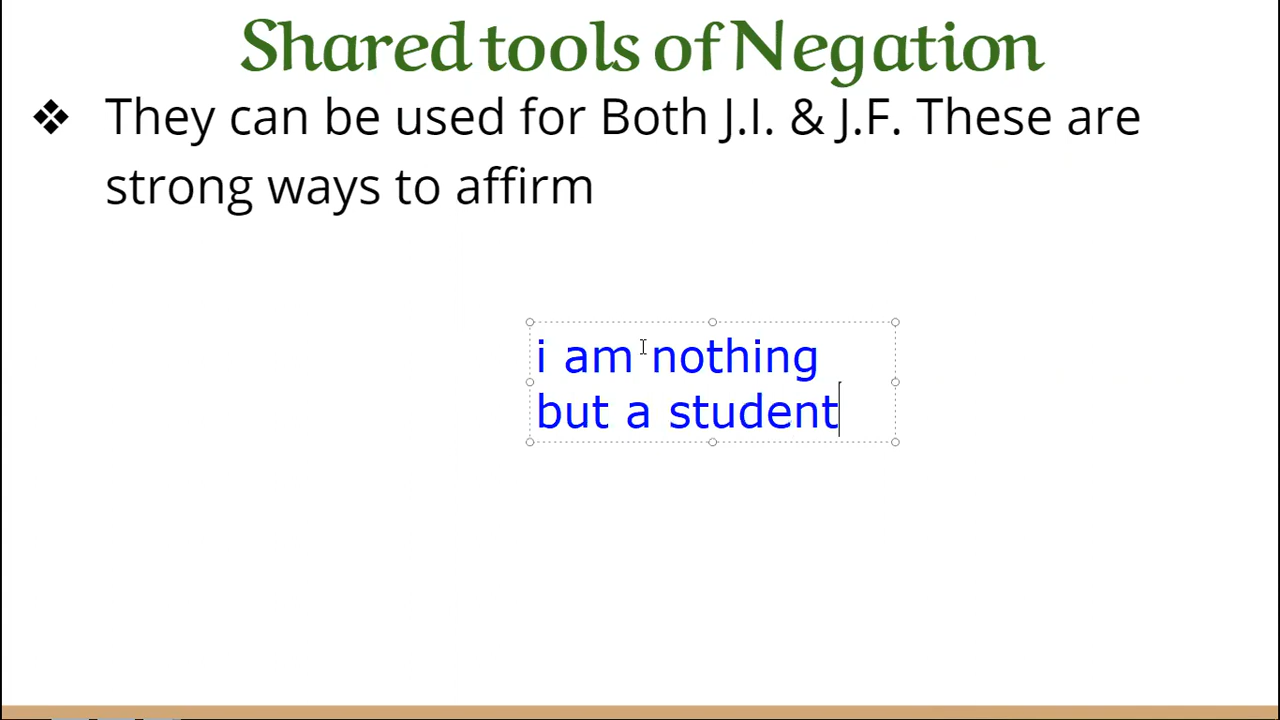 Shared tools of Negation
❖ They can be used for Both J.I. & J.F. These are
strong ways to affirm
i am nothing
but a student